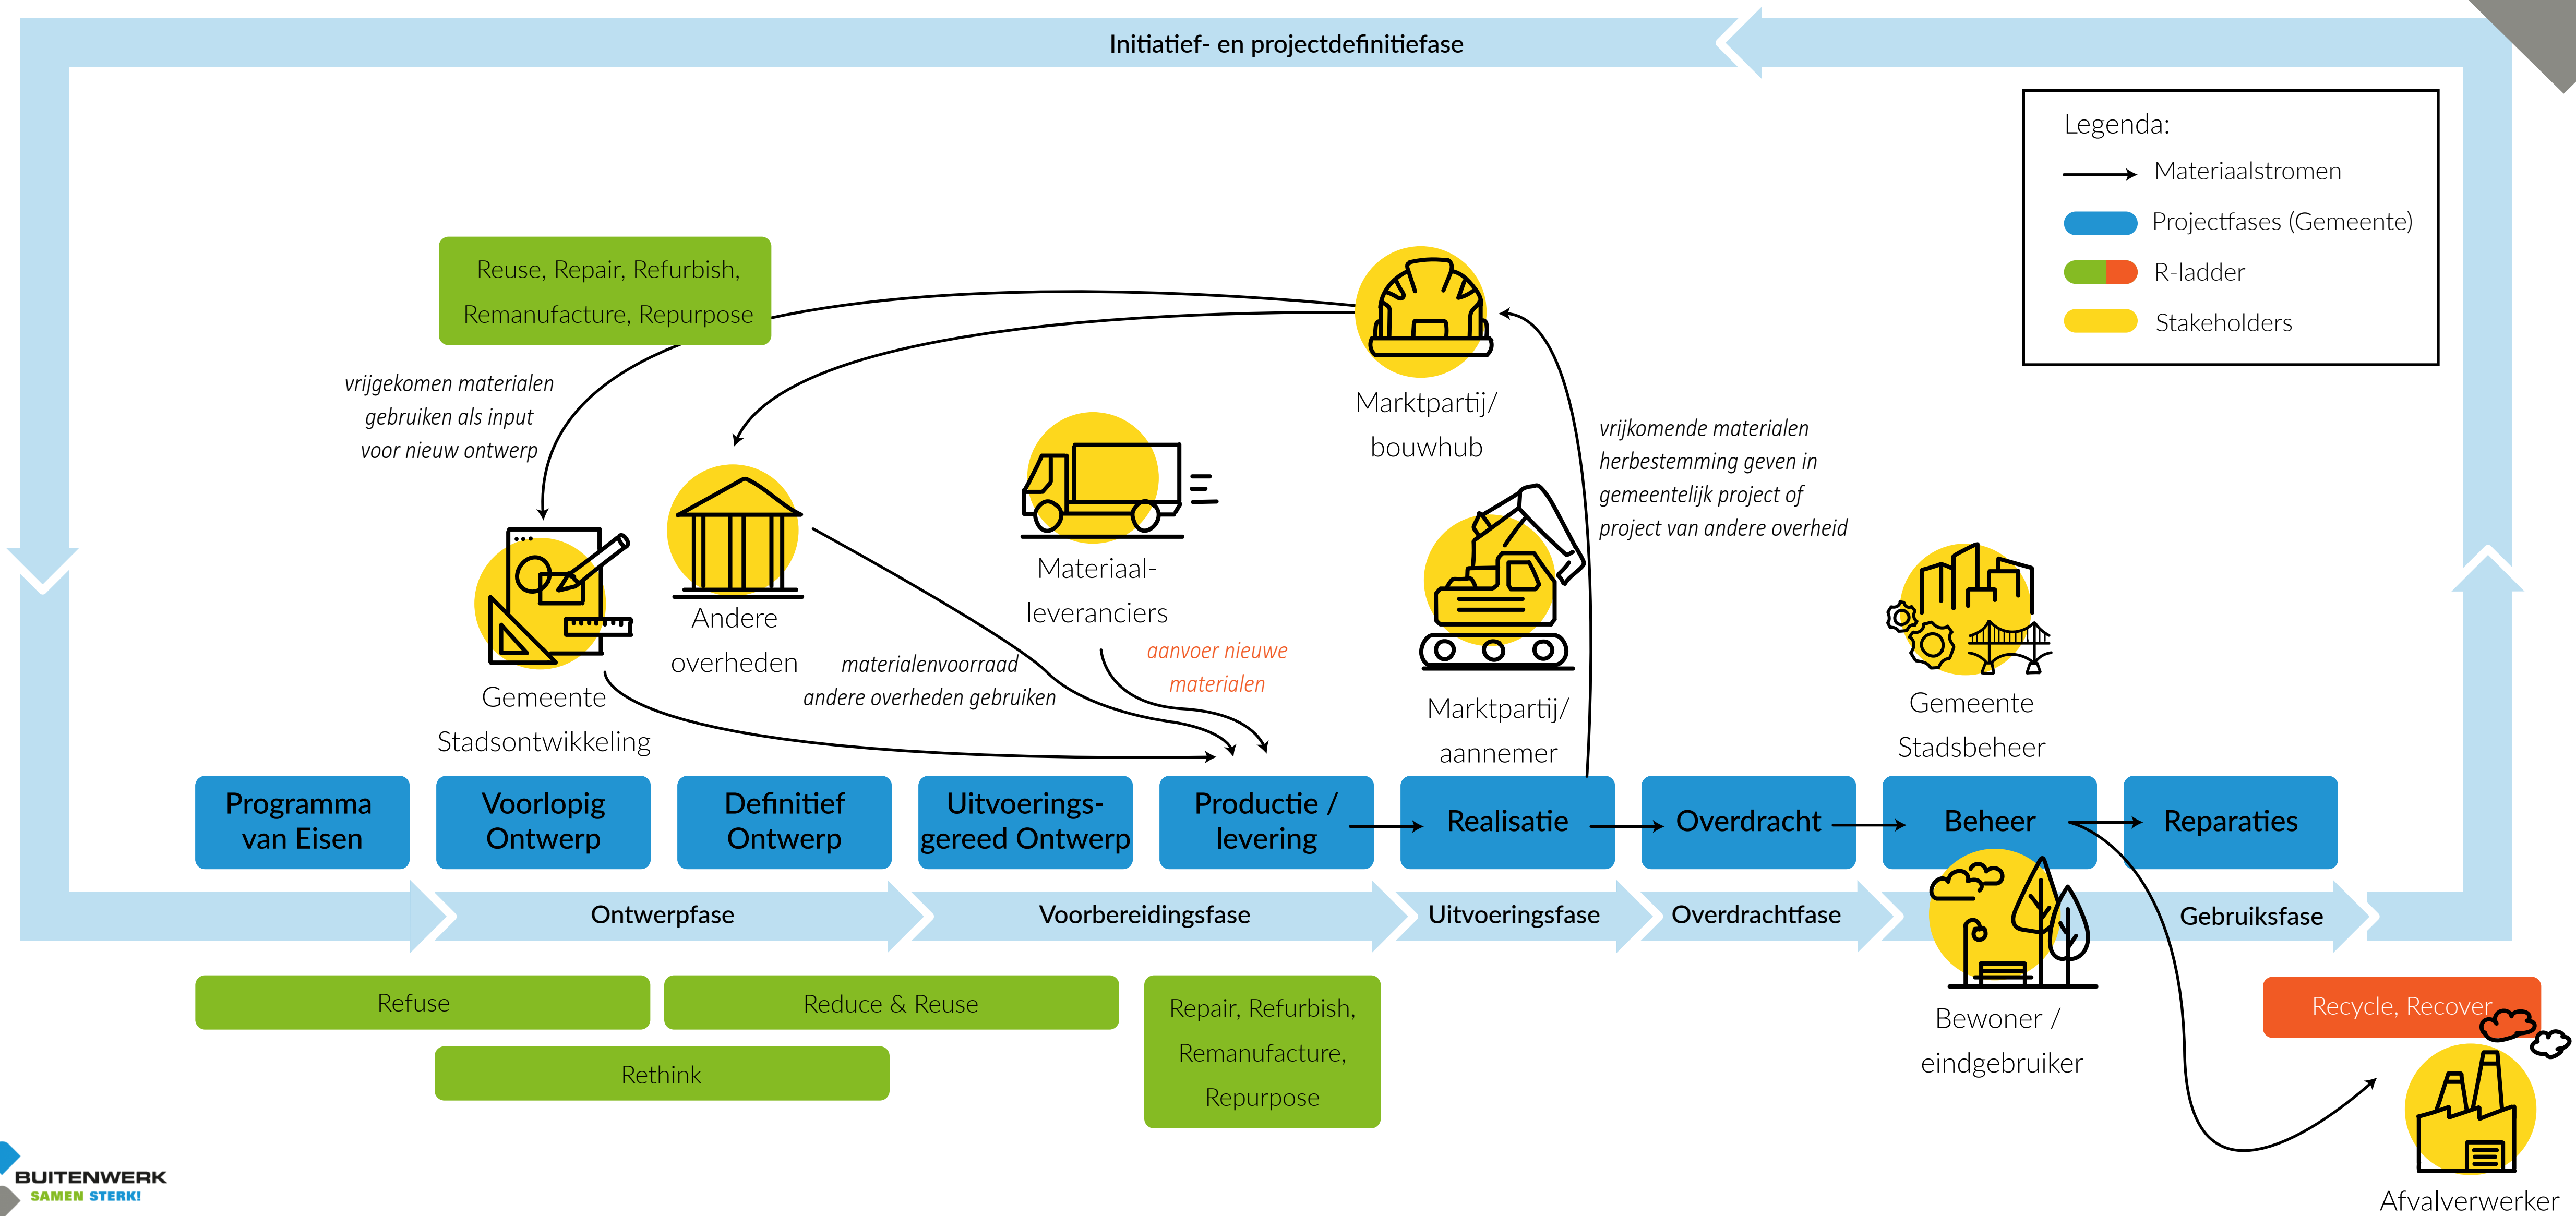 Initiatief- en projectdefinitiefase
Legenda:
Materiaalstromen
Projectfases (Gemeente)
R-ladder
Stakeholders
Reuse, Repair, Refurbish,
Remanufacture, Repurpose
vrijgekomen materialen
gebruiken als input
voor nieuw ontwerp
Marktpartij/
bouwhub
vrijkomende materialen
herbestemming geven in
gemeentelijk project of
project van andere overheid
Gemeente
Stadsontwikkeling
Andere
overheden
materialenvoorraad
andere overheden gebruiken
Materiaal-
leveranciers
aanvoer nieuwe
materialen
Marktpartij/
aannemer
Gemeente
Stadsbeheer
Programma
van Eisen
Voorlopig
Ontwerp
Definitief
Ontwerp
Uitvoerings-
gereed Ontwerp
Productie /
levering
Realisatie
Overdracht
Beheer
Reparaties
Ontwerpfase
Voorbereidingsfase
Uitvoeringsfase
Overdrachtfase
Gebruiksfase
Refuse
Reduce & Reuse
Rethink
Repair, Refurbish,
Remanufacture,
Repurpose
Bewoner /
eindgebruiker
Recycle, Recover
Afvalverwerker
BUITENWERK
SAMEN STERK!